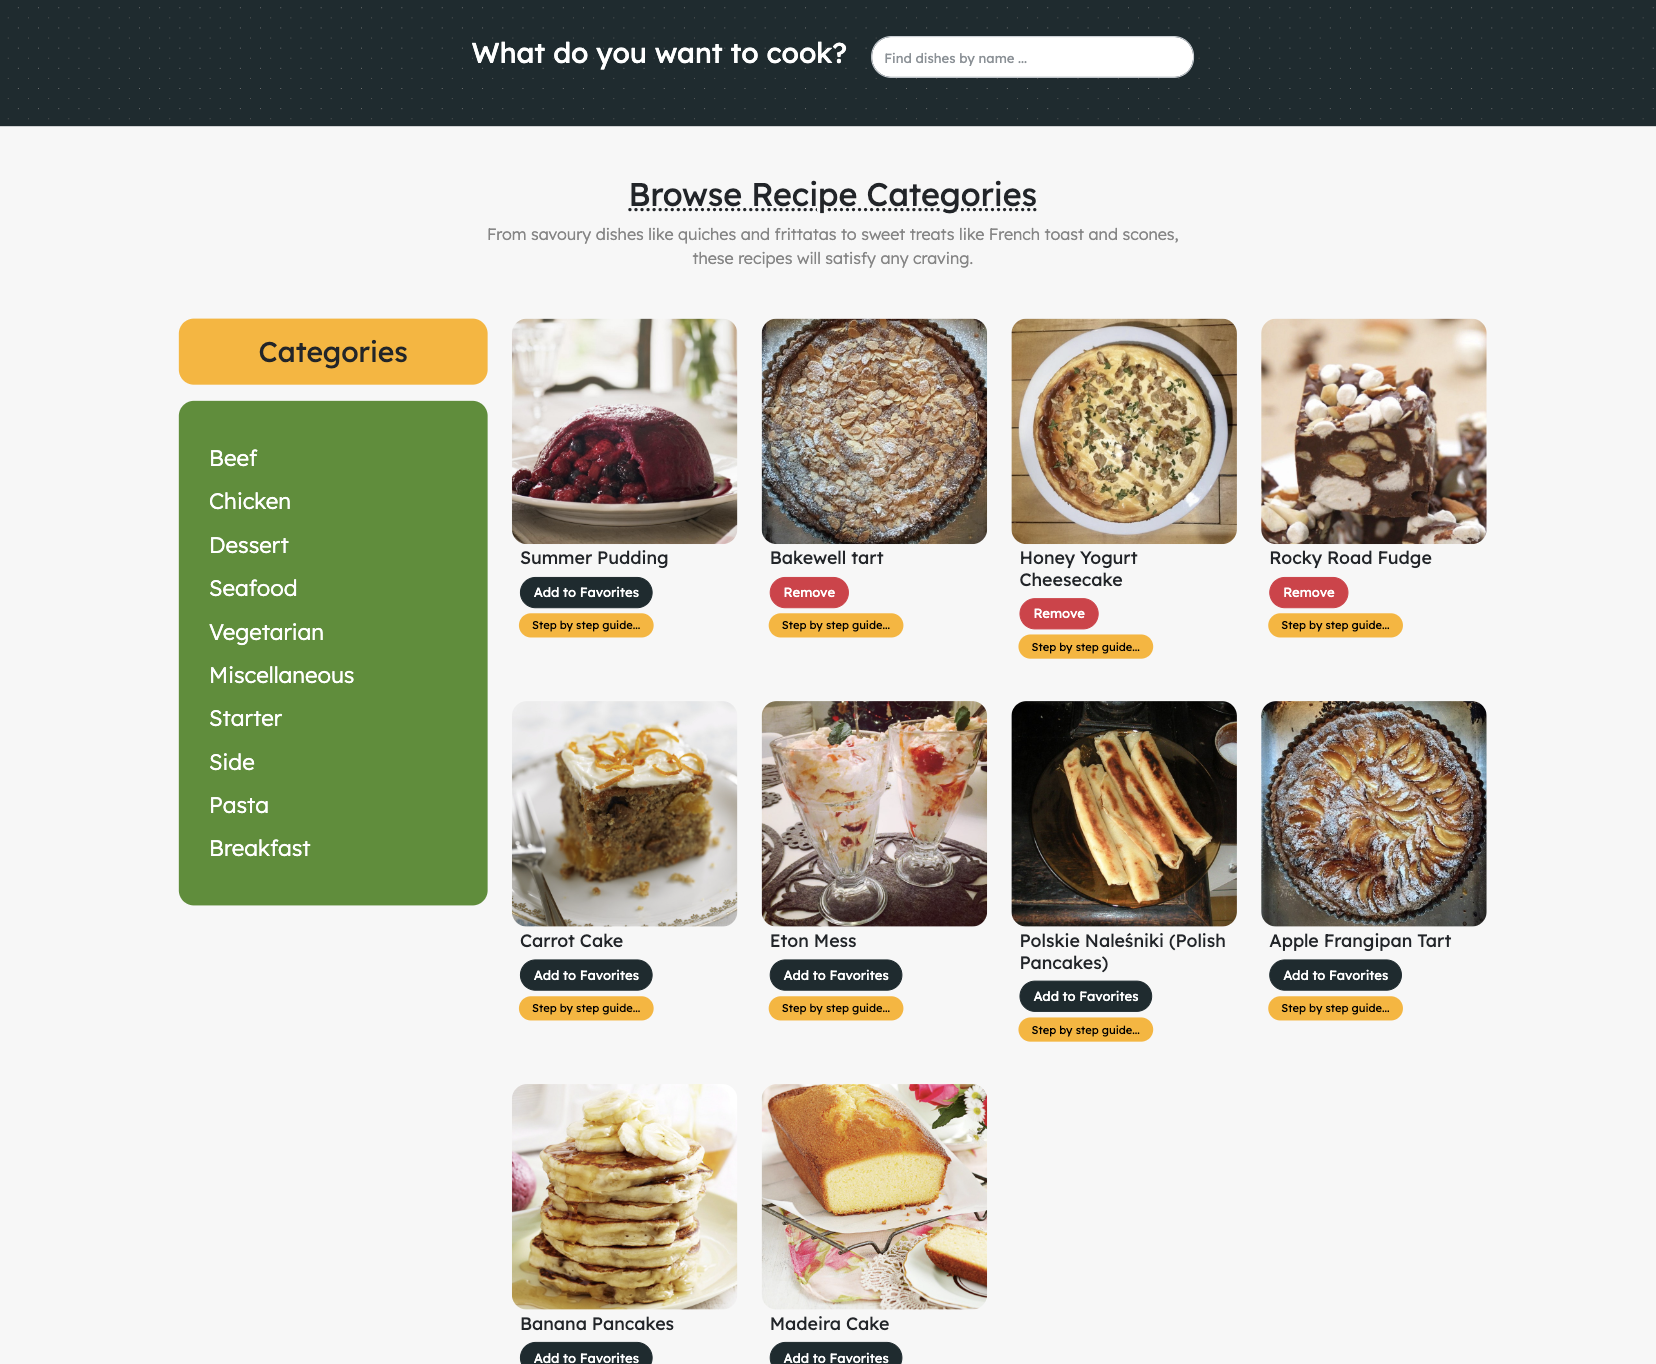 What do you want to cook?
Find dishes by name ...
Browse Recipe Categories
From savoury dishes like quiches and frittatas to sweet treats like French toast and scones,
these recipes will satisfy any craving.
Categories
Beef
Chicken
Dessert
Seafood
Vegetarian
Miscellaneous
Starter
Side
Pasta
Breakfast
Summer Pudding
Add to Favorites
Step by step guide...
Bakewell tart
Remove
Step by step guide...
Honey Yogurt
Cheesecake
Remove
Step by step guide...
Rocky Road Fudge
Remove
Step by step guide...
Carrot Cake
Add to Favorites
Step by step guide...
Eton Mess
Add to Favorites
Step by step guide...
Polskie Naleśniki (Polish
Pancakes)
Add to Favorites
Step by step guide...
Apple Frangipan Tart
Add to Favorites
Step by step guide...
Banana Pancakes
Add to Favorites
Madeira Cake
Add to Favorites